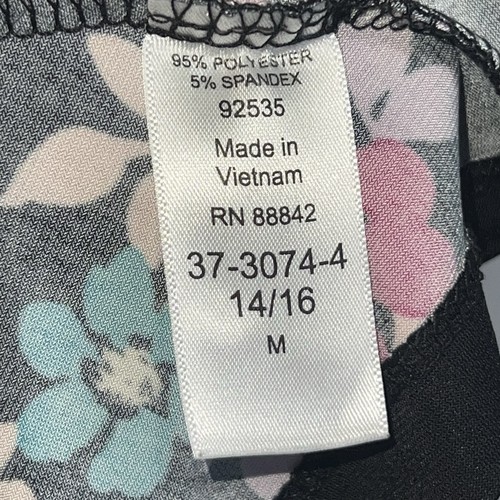 95% POLYESTER
5% SPANDEX
92535
Made in
Vietnam
RN 88842
37-3074-4
14/16
M